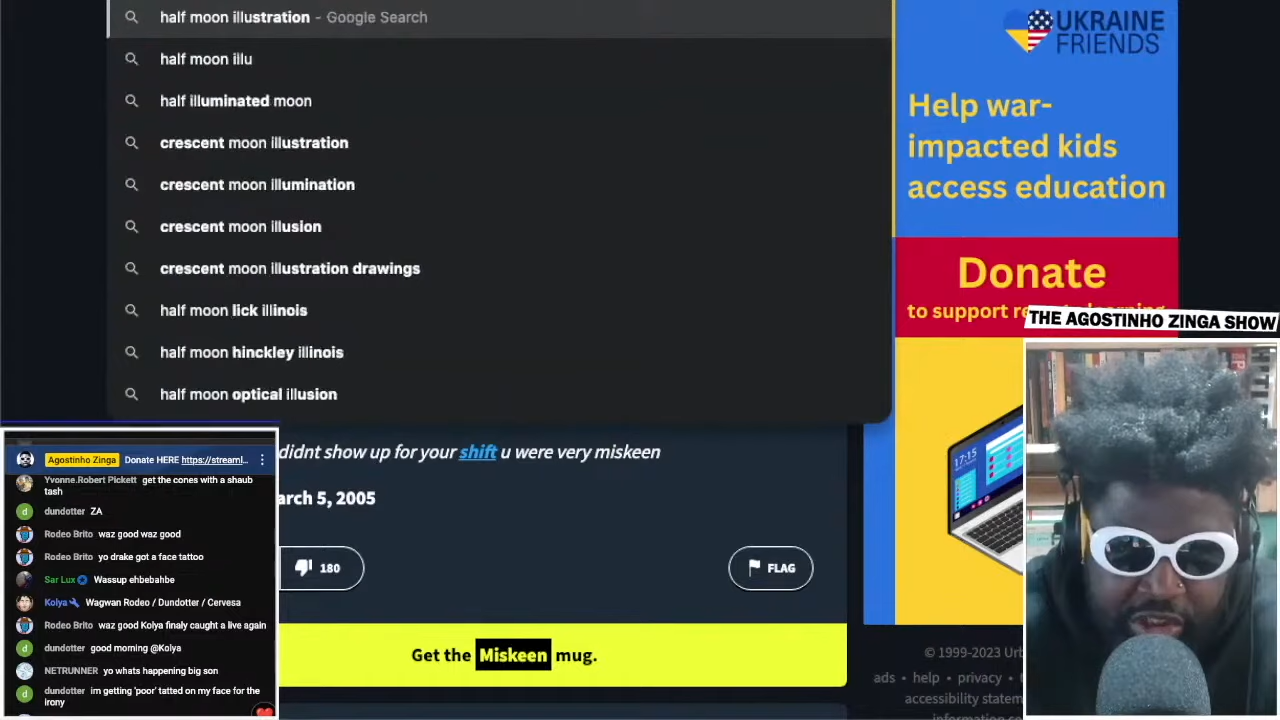 half moon illustration - Google Search
half moon illu
half illuminated moon
crescent moon illustration
crescent moon illumination
crescent moon illusion
crescent moon illustration drawings
half moon lick illinois
half moon hinckley illinois
half moon optical illusion
UKRAINE
FRIENDS
Help war-
impacted kids
access education
Donate
to support
THE AGOSTINHO ZINGA SHOW
17:15
didnt show up for your shift u were very miskeen
March 5, 2005
180
FLAG
Get the Miskeen mug.
© 1999-2023
ads • help • privacy •
accessibility
Agostinho Zinga Donate HERE https://streaml...
Yvonne.Robert Pickett get the cones with a shaub
tash
dundotter ZA
Rodeo Brito waz good waz good
Rodeo Brito yo drake got a face tattoo
Sar Lux Wassup ehbebahbe
Kolya Wagwan Rodeo / Dundotter / Cervesa
Rodeo Brito waz good Kolya finaly caught a live again
dundotter good morning @Kolya
NETRUNNER yo whats happening big son
dundotter im getting 'poor' tatted on my face for the
irony